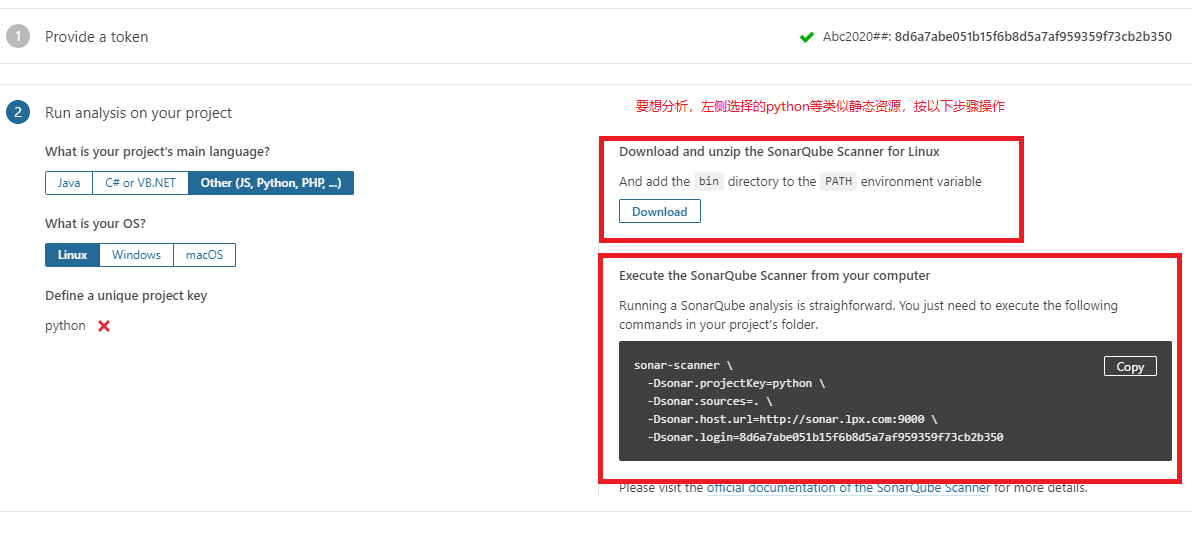 1 Provide a token
Abc2020##: 8d6a7abe051b15f6b8d5a7af959359f73cb2b350
2 Run analysis on your project
要想分析，左侧选择的python等类似静态资源，按以下步骤操作
What is your project's main language?
Java C# or VB.NET Other (JS, Python, PHP, ...)
What is your OS?
Linux Windows macOS
Define a unique project key
python
Download and unzip the SonarQube Scanner for Linux
And add the bin directory to the PATH environment variable
Download
Execute the SonarQube Scanner from your computer
Running a SonarQube analysis is straighforward. You just need to execute the following
commands in your project's folder.
Copy
sonar-scanner \
-Dsonar.projectKey=python \
-Dsonar.sources=. \
-Dsonar.host.url=http://sonar.lpx.com:9000 \
-Dsonar.login=8d6a7abe051b15f6b8d5a7af959359f73cb2b350
Please visit the official documentation of the SonarQube Scanner for more details.